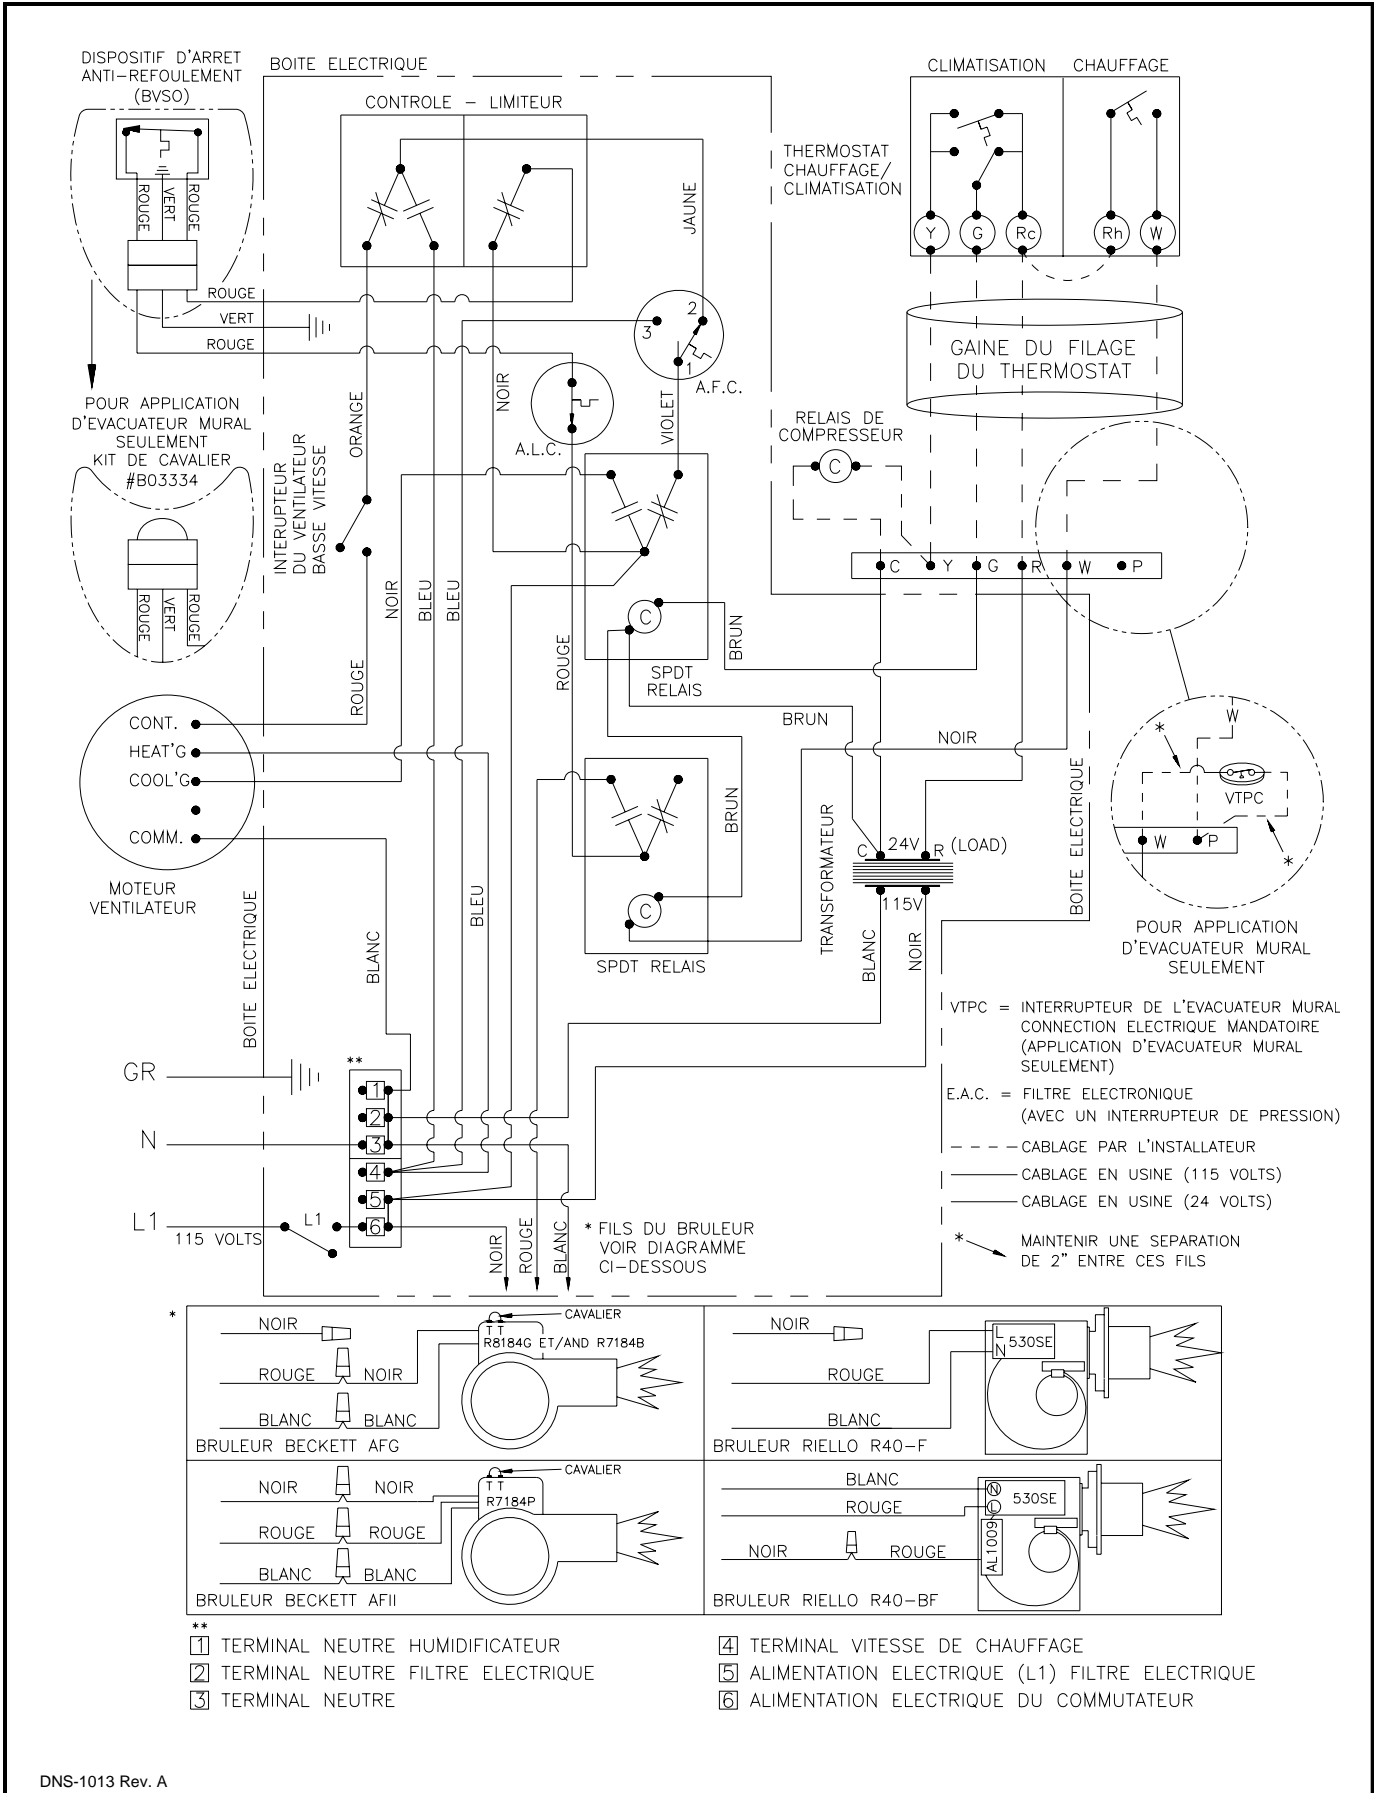 DISPOSITIF D'ARRET
ANTI-REFOULEMENT
(BVSO)
BOITE ELECTRIQUE
CONTROLE - LIMITEUR
CLIMATISATION
CHAUFFAGE
THERMOSTAT
CHAUFFAGE/
CLIMATISATION
Y
G
Rc
Rh
W
ROUGE
VERT
ROUGE
JAUNE
ROUGE
VERT
ROUGE
3
2
1
A.F.C.
A.L.C.
GAINE DU FILAGE
DU THERMOSTAT
POUR APPLICATION
D'EVACUATEUR MURAL
SEULEMENT
KIT DE CAVALIER
#B03334
ORANGE
NOIR
VIOLET
RELAIS DE
COMPRESSEUR
C
INTERUPTEUR
DU VENTILATEUR
BASSE VITESSE
ROUGE
VERT
ROUGE
NOIR
BLEU
BLEU
C
Y
G
R
W
P
ROUGE
ROUGE
C
BRUN
SPDT
RELAIS
BRUN
NOIR
CONT.
HEAT'G
COOL'G
COMM.
MOTEUR
VENTILATEUR
BOITE ELECTRIQUE
W
*
VTPC
W
P
*
BRUN
TRANSFORMATEUR
C
24V
R
(LOAD)
115V
BLEU
C
SPDT RELAIS
BOITE ELECTRIQUE
BLANC
BLANC
NOIR
POUR APPLICATION
D'EVACUATEUR MURAL
SEULEMENT
VTPC = INTERRUPTEUR DE L'EVACUATEUR MURAL
CONNECTION ELECTRIQUE MANDATOIRE
(APPLICATION D'EVACUATEUR MURAL
SEULEMENT)
E.A.C. = FILTRE ELECTRONIQUE
(AVEC UN INTERRUPTEUR DE PRESSION)
CABLAGE PAR L'INSTALLATEUR
CABLAGE EN USINE (115 VOLTS)
CABLAGE EN USINE (24 VOLTS)
*
MAINTENIR UNE SEPARATION
DE 2" ENTRE CES FILS
GR
N
L1
115 VOLTS
L1
**
1
2
3
4
5
6
NOIR
ROUGE
BLANC
* FILS DU BRULEUR
VOIR DIAGRAMME
CI-DESSOUS
*
NOIR
CAVALIER
T T
R8184G ET/AND R7184B
ROUGE
NOIR
BLANC
BLANC
BRULEUR BECKETT AFG
NOIR
L
N
530SE
ROUGE
BLANC
BRULEUR RIELLO R40-F
NOIR
NOIR
CAVALIER
T T
R7184P
ROUGE
ROUGE
BLANC
BLANC
BRULEUR BECKETT AFII
BLANC
N
530SE
ROUGE
L
NOIR
ROUGE
AL1009
BRULEUR RIELLO R40-BF
**
1 TERMINAL NEUTRE HUMIDIFICATEUR
2 TERMINAL NEUTRE FILTRE ELECTRIQUE
3 TERMINAL NEUTRE
4 TERMINAL VITESSE DE CHAUFFAGE
5 ALIMENTATION ELECTRIQUE (L1) FILTRE ELECTRIQUE
6 ALIMENTATION ELECTRIQUE DU COMMUTATEUR
DNS-1013 Rev. A